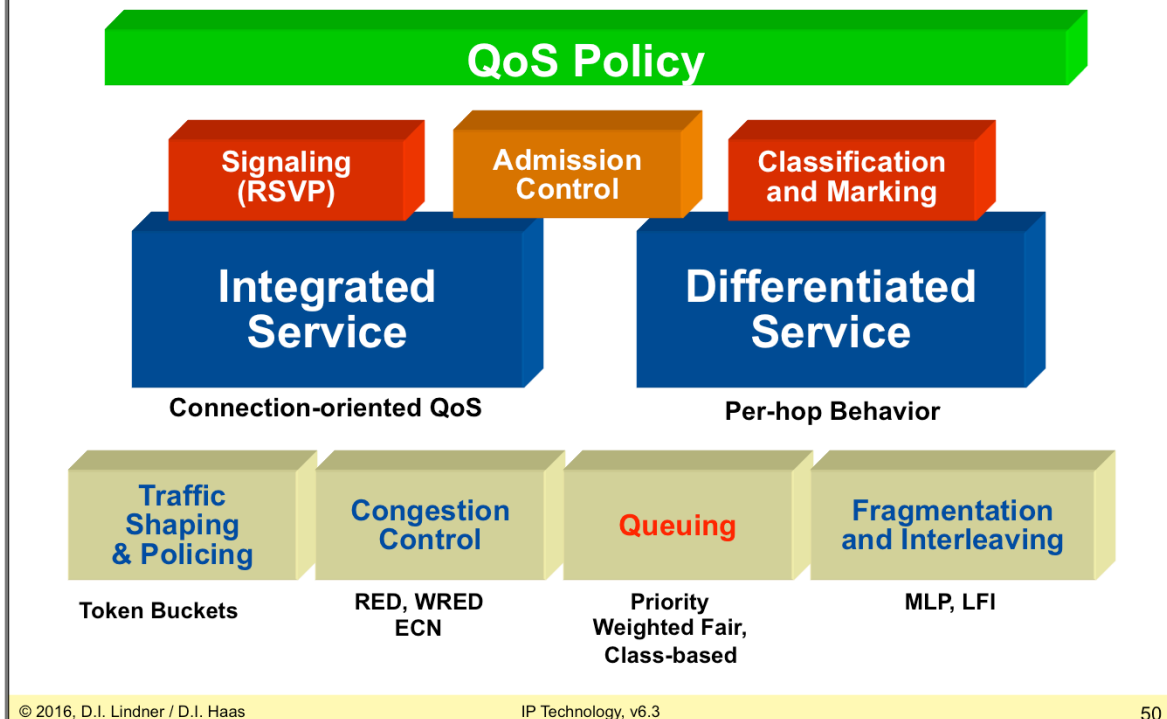 QoS Policy
Signaling
(RSVP)
Admission
Control
Classification
and Marking
Integrated
Service
Differentiated
Service
Connection-oriented QoS
Per-hop Behavior
Traffic
Shaping
& Policing
Congestion
Control
Queuing
Fragmentation
and Interleaving
Token Buckets
RED, WRED
ECN
Priority
Weighted Fair,
Class-based
MLP, LFI
© 2016, D.I. Lindner / D.I. Haas
IP Technology, v6.3
50